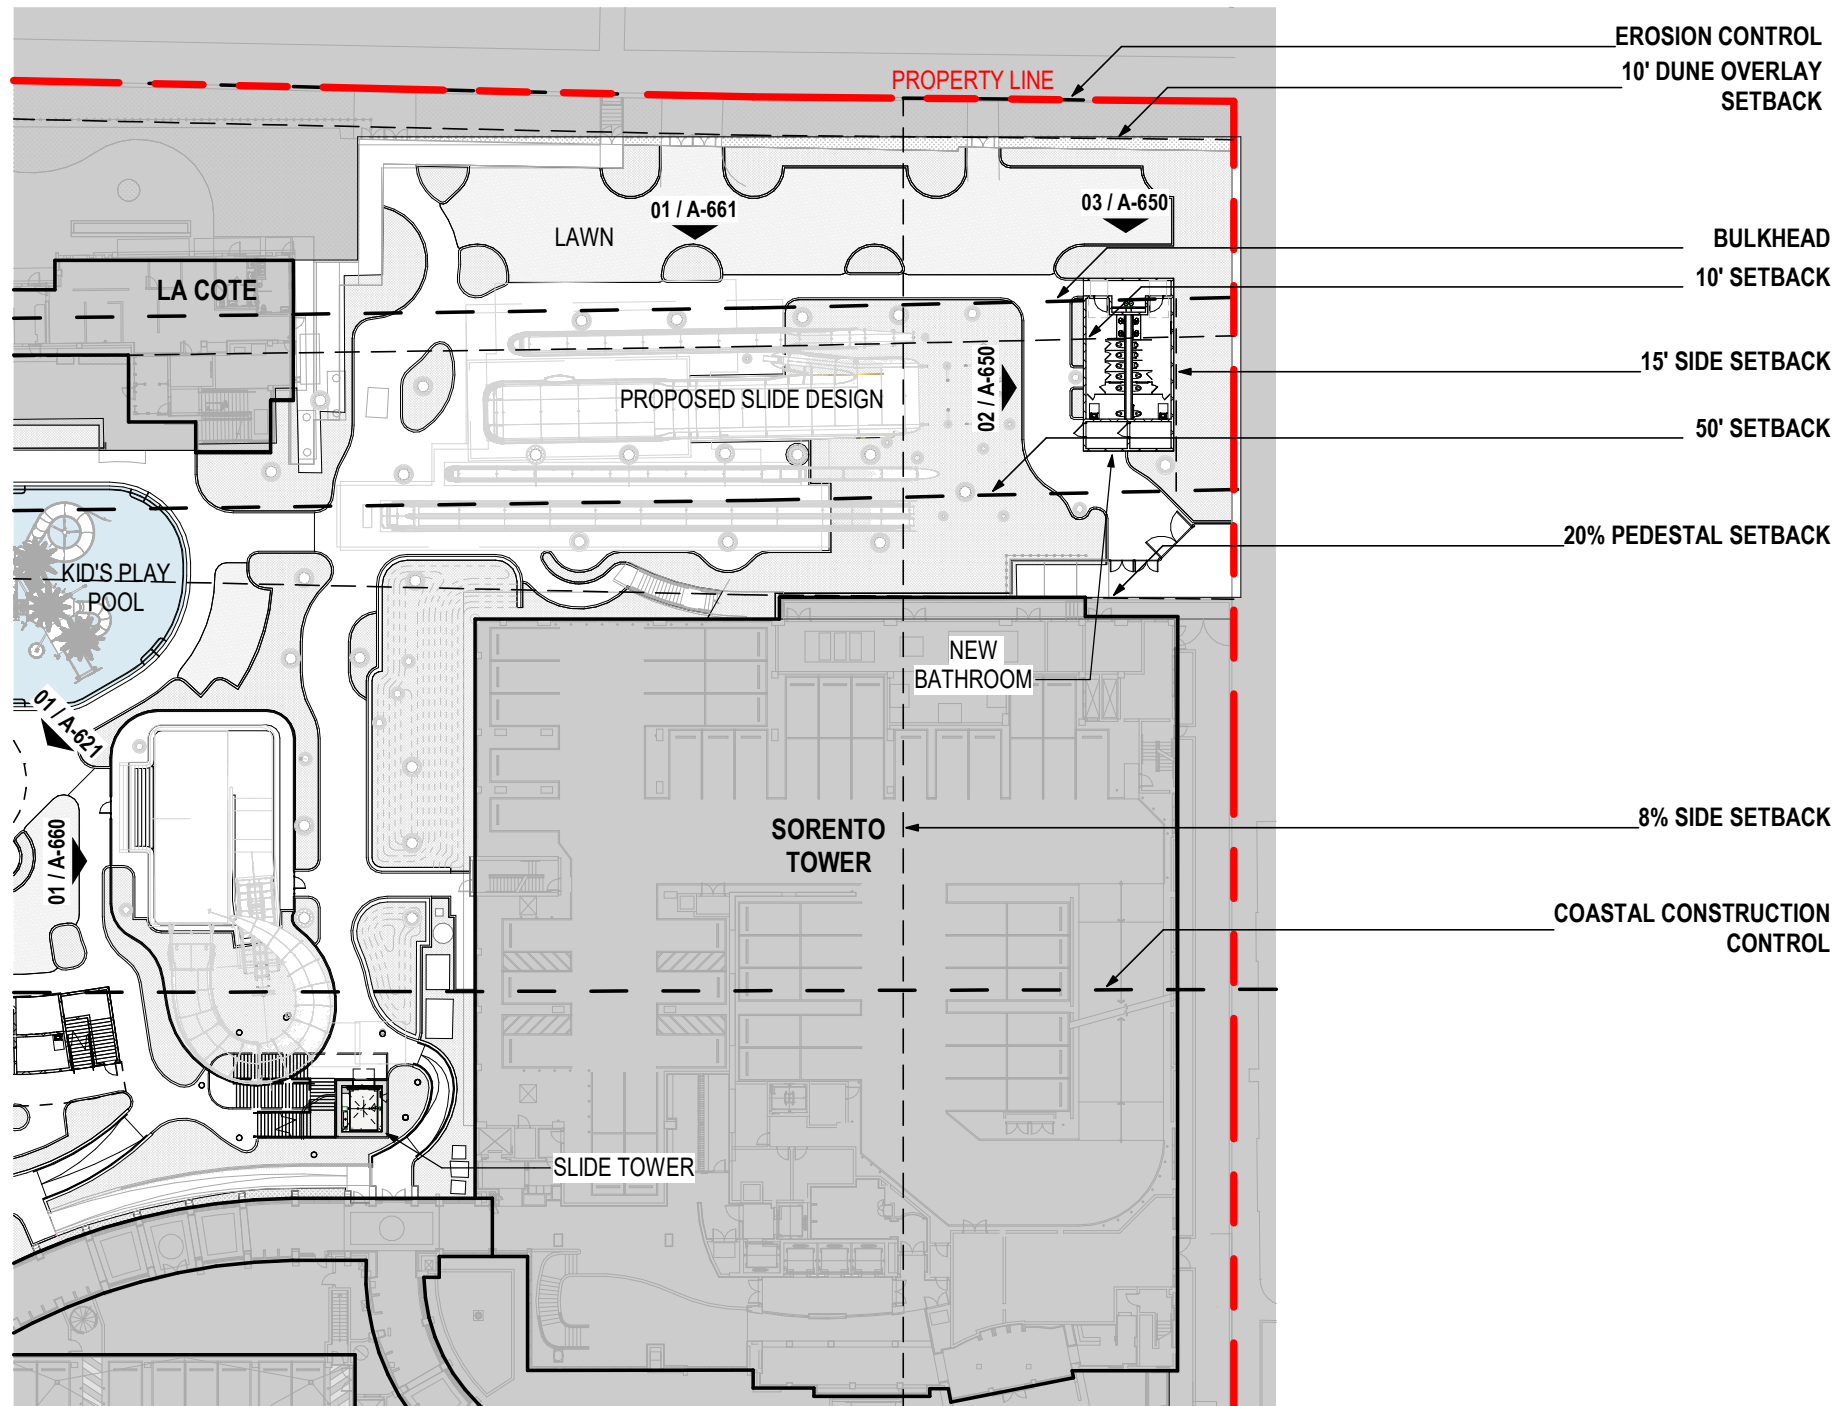 EROSION CONTROL
10' DUNE OVERLAY
SETBACK
PROPERTY LINE
01 / A-661
03 / A-650
LAWN
BULKHEAD
10' SETBACK
LA COTE
15' SIDE SETBACK
02 / A-650
PROPOSED SLIDE DESIGN
50' SETBACK
20% PEDESTAL SETBACK
KID'S PLAY
POOL
NEW
BATHROOM
01 / A-621
8% SIDE SETBACK
SORENTO
TOWER
01 / A-660
COASTAL CONSTRUCTION
CONTROL
SLIDE TOWER